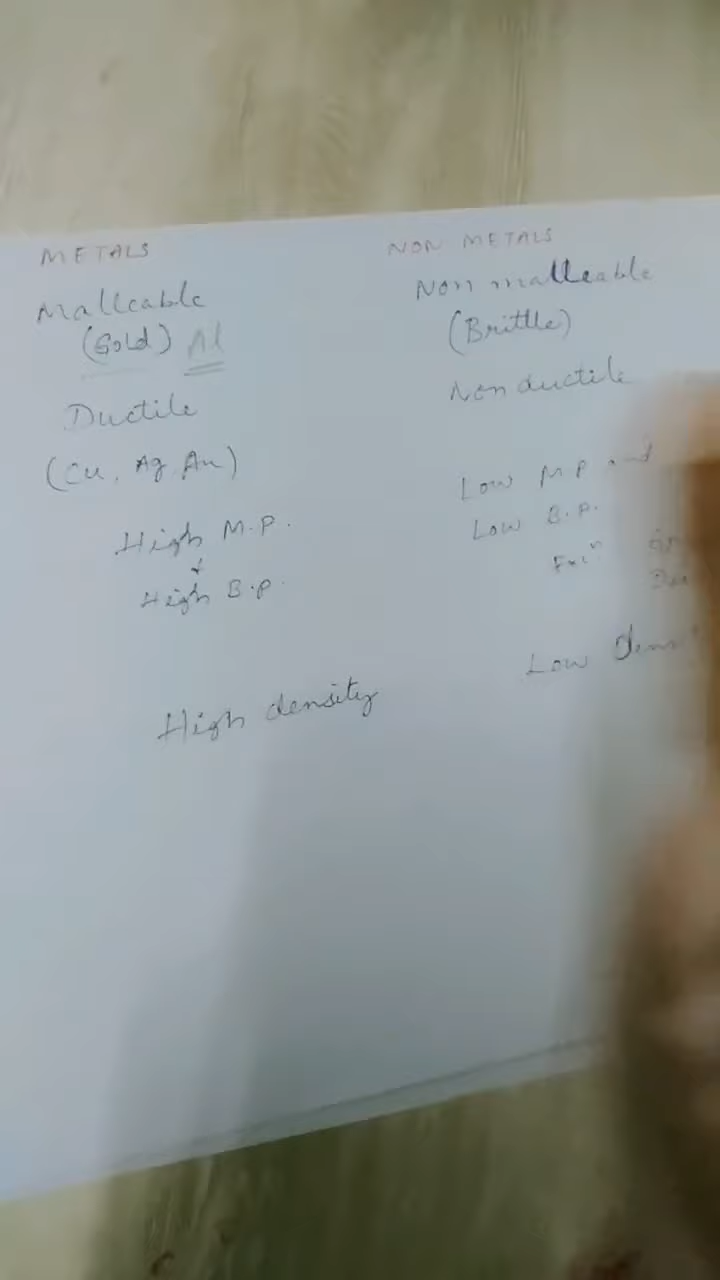 METALS
NON METALS
Malleable
(Gold) Al
Non malleable
(Brittle)
Ductile
(Cu, Ag, Au)
Non ductile
High M.P.
&
High B.P.
Low M.P. and
Low B.P.
High density
Low